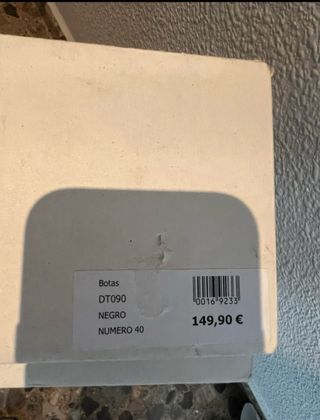 Botas
DT090
NEGRO
NUMERO 40
0016 9233
149,90 €